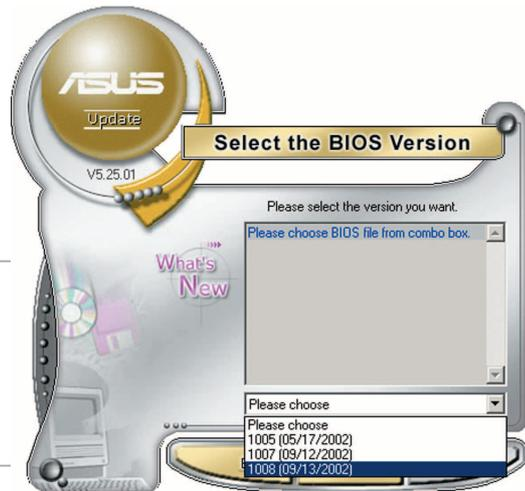 ASUS
Update
V5.25.01
Select the BIOS Version
Please select the version you want.
Please choose BIOS file from combo box.
What's
New
Please choose
Please choose
1005 (05/17/2002)
1007 (09/12/2002)
1008 (09/13/2002)